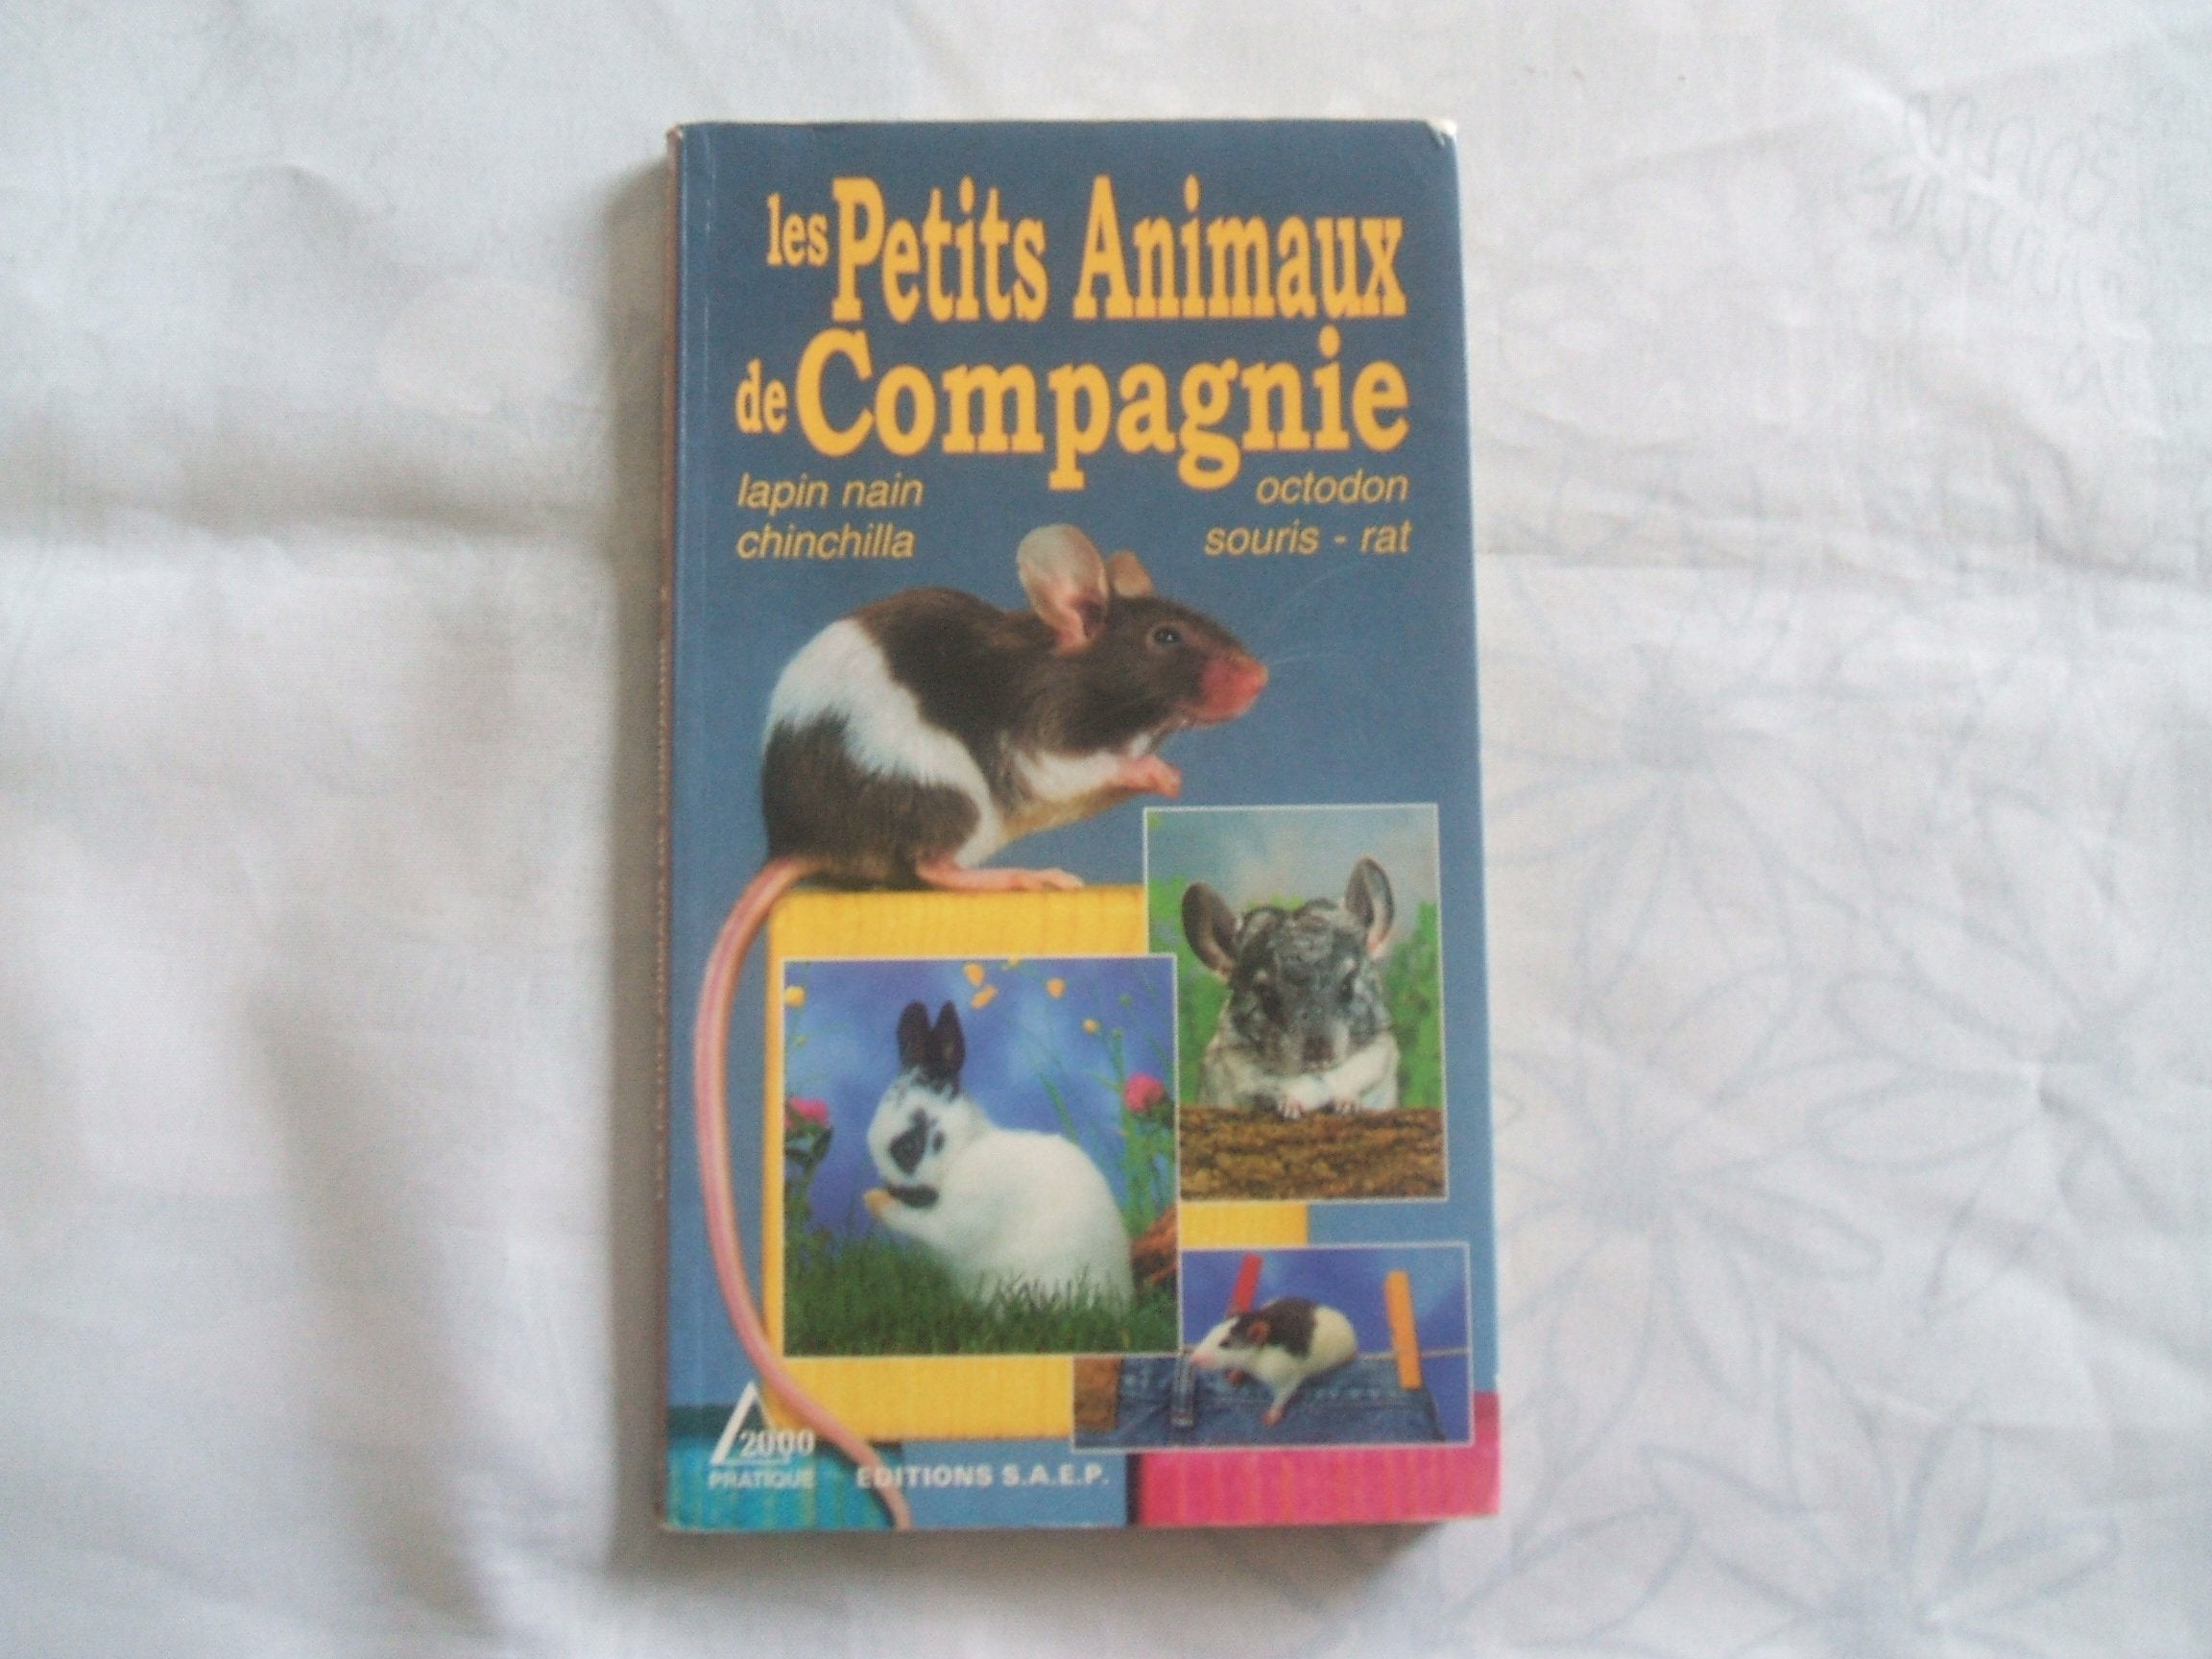 les Petits Animaux
de Compagnie
lapin nain
chinchilla
octodon
souris - rat
2000
PRATIQUE
EDITIONS S.A.E.P.